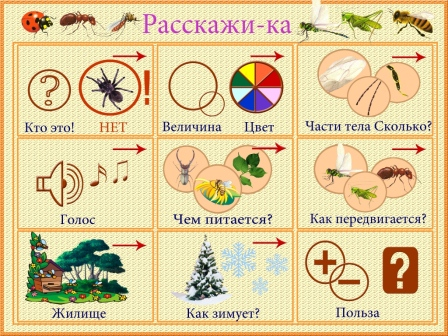 Расскажи-ка
? !
Кто это! НЕТ
Величина Цвет
Части тела Сколько?
Голос
Чем питается?
Как передвигается?
+ − ?
Жилище
Как зимует?
Польза